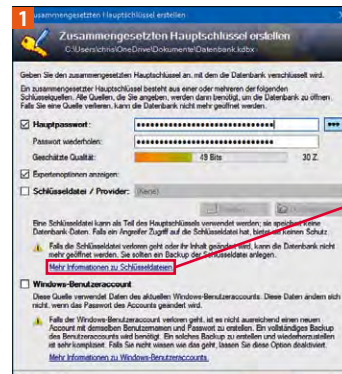 1
zusammengesetzten Hauptschlüssel erstellen
Zusammengesetzten Hauptschlüssel erstellen
C:\Users\chris\OneDrive\Dokumente\Datenbank.kdbx
Geben Sie den zusammengesetzten Hauptschlüssel an, mit dem die Datenbank verschlüsselt wird.
Ein zusammengesetzter Hauptschlüssel besteht aus einer oder mehreren der folgenden
Schlüsselquellen. Alle Quellen, die Sie angeben, werden dann benötigt, um die Datenbank zu öffnen.
Falls Sie eine Quelle verlieren, kann die Datenbank nicht mehr geöffnet werden.
Hauptpasswort:
Passwort wiederholen:
Geschätzte Qualität: 49 Bits 30 Z.
Expertenoptionen anzeigen:
Schlüsseldatei / Provider: (Keine)
Eine Schlüsseldatei kann als Teil des Hauptschlüssels verwendet werden; sie speichert keine
Datenbank-Daten. Falls ein Angreifer Zugriff auf die Schlüsseldatei hat, bietet sie keinen Schutz.
Falls die Schlüsseldatei verloren geht oder ihr Inhalt geändert wird, kann die Datenbank nicht
mehr geöffnet werden. Sie sollten ein Backup der Schlüsseldatei anlegen.
Mehr Informationen zu Schlüsseldateien.
Windows-Benutzeraccount
Diese Quelle verwendet Daten des aktuellen Windows-Benutzeraccounts. Diese Daten ändern sich
nicht, wenn das Passwort des Accounts geändert wird.
Falls der Windows-Benutzeraccount verloren geht, ist es nicht ausreichend einen neuen
Account mit demselben Benutzernamen und Passwort zu erstellen. Ein vollständiges Backup
des Benutzeraccounts wird benötigt. Ein solches Backup zu erstellen und wiederherzustellen
ist sehr kompliziert. Falls Sie nicht wissen wie das geht, lassen Sie diese Option deaktiviert.
Mehr Informationen zu Windows-Benutzeraccounts.